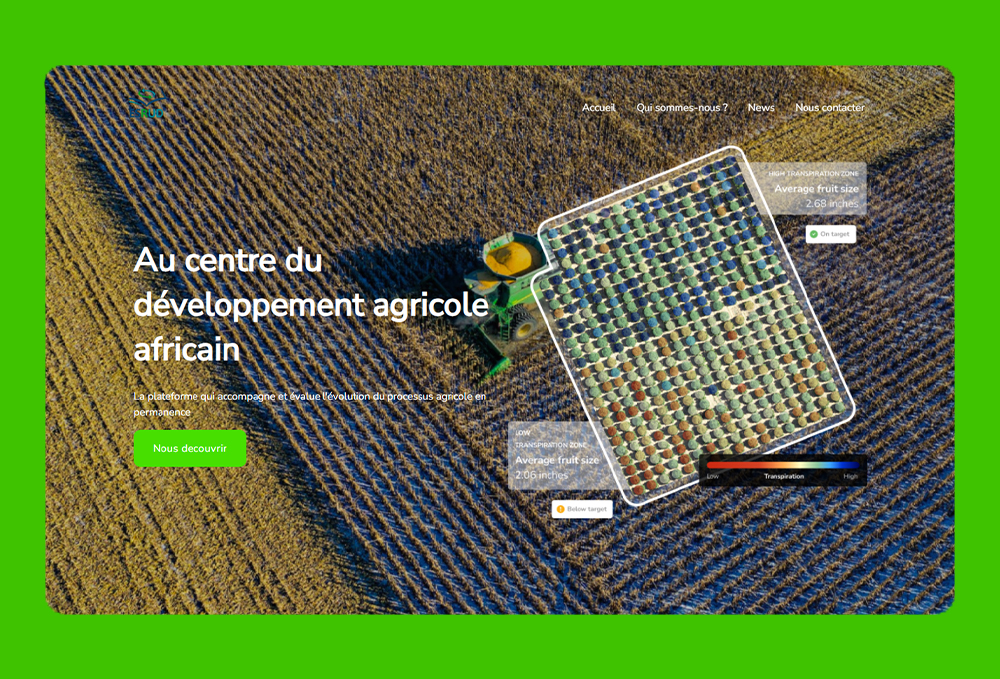 Accueil Qui sommes-nous ? News Nous contacter
HIGH TRANSPIRATION ZONE
Average fruit size
2.68 inches
On target
Au centre du
développement agricole
africain
La plateforme qui accompagne et évalue l'évolution du processus agricole en
permanence
Nous decouvrir
LOW
TRANSPIRATION ZONE
Average fruit size
2.06 inches
Below target
Low Transpiration High